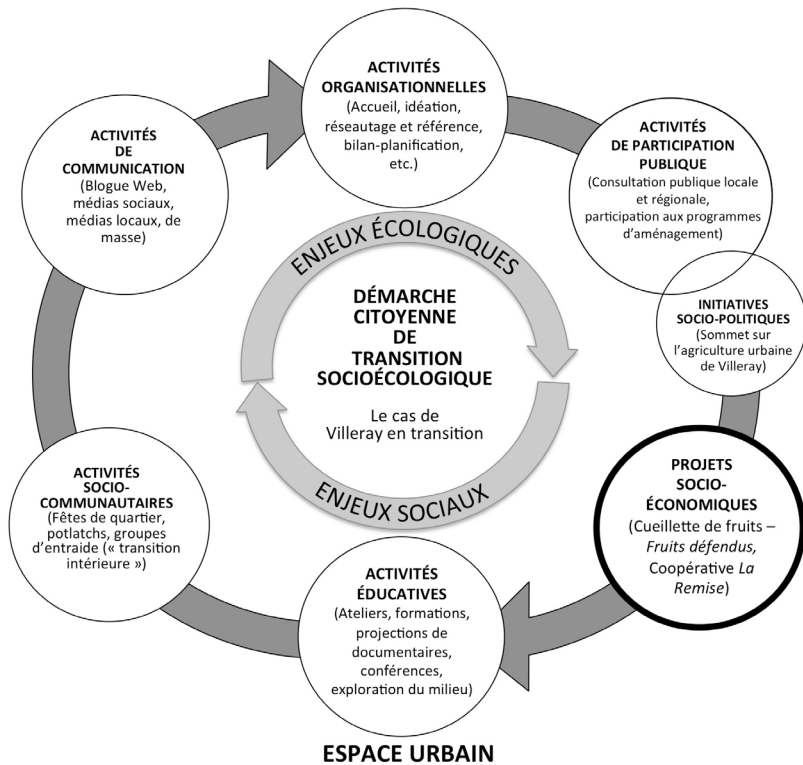 ACTIVITÉS
ORGANISATIONNELLES
(Accueil, idéation,
réseautage et référence,
bilan-planification,
etc.)
ACTIVITÉS
DE PARTICIPATION
PUBLIQUE
(Consultation publique locale
et régionale,
participation aux programmes
d'aménagement)
INITIATIVES
SOCIO-POLITIQUES
(Sommet sur
l'agriculture urbaine
de Villeray)
PROJETS
SOCIO-
ÉCONOMIQUES
(Cueillette de fruits –
Fruits défendus,
Coopérative La
Remise)
ACTIVITÉS
ÉDUCATIVES
(Ateliers, formations,
projections de
documentaires,
conférences,
exploration du milieu)
ACTIVITÉS
SOCIO-
COMMUNAUTAIRES
(Fêtes de quartier,
potlatchs, groupes
d'entraide (« transition
intérieure »)
ACTIVITÉS
DE
COMMUNICATION
(Blogue Web,
médias sociaux,
médias locaux, de
masse)
ENJEUX ÉCOLOGIQUES
DÉMARCHE
CITOYENNE
DE
TRANSITION
SOCIOÉCOLOGIQUE
Le cas de
Villeray en transition
ENJEUX SOCIAUX
ESPACE URBAIN